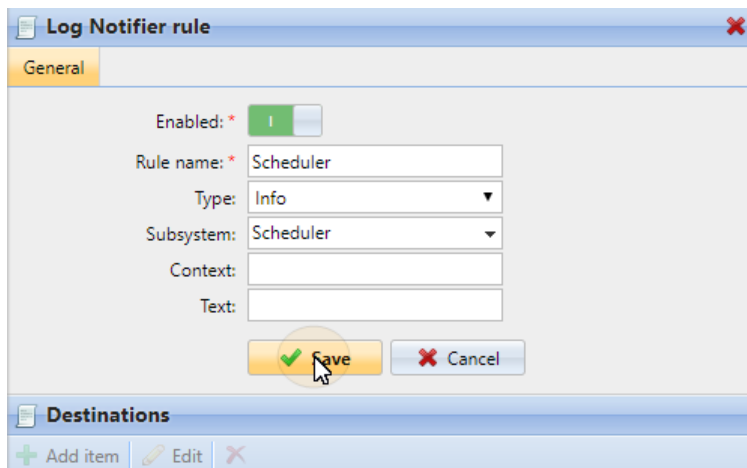 Log Notifier rule
General
Enabled: *
Rule name: * Scheduler
Type: Info
Subsystem: Scheduler
Context:
Text:
Save Cancel
Destinations
Add item Edit